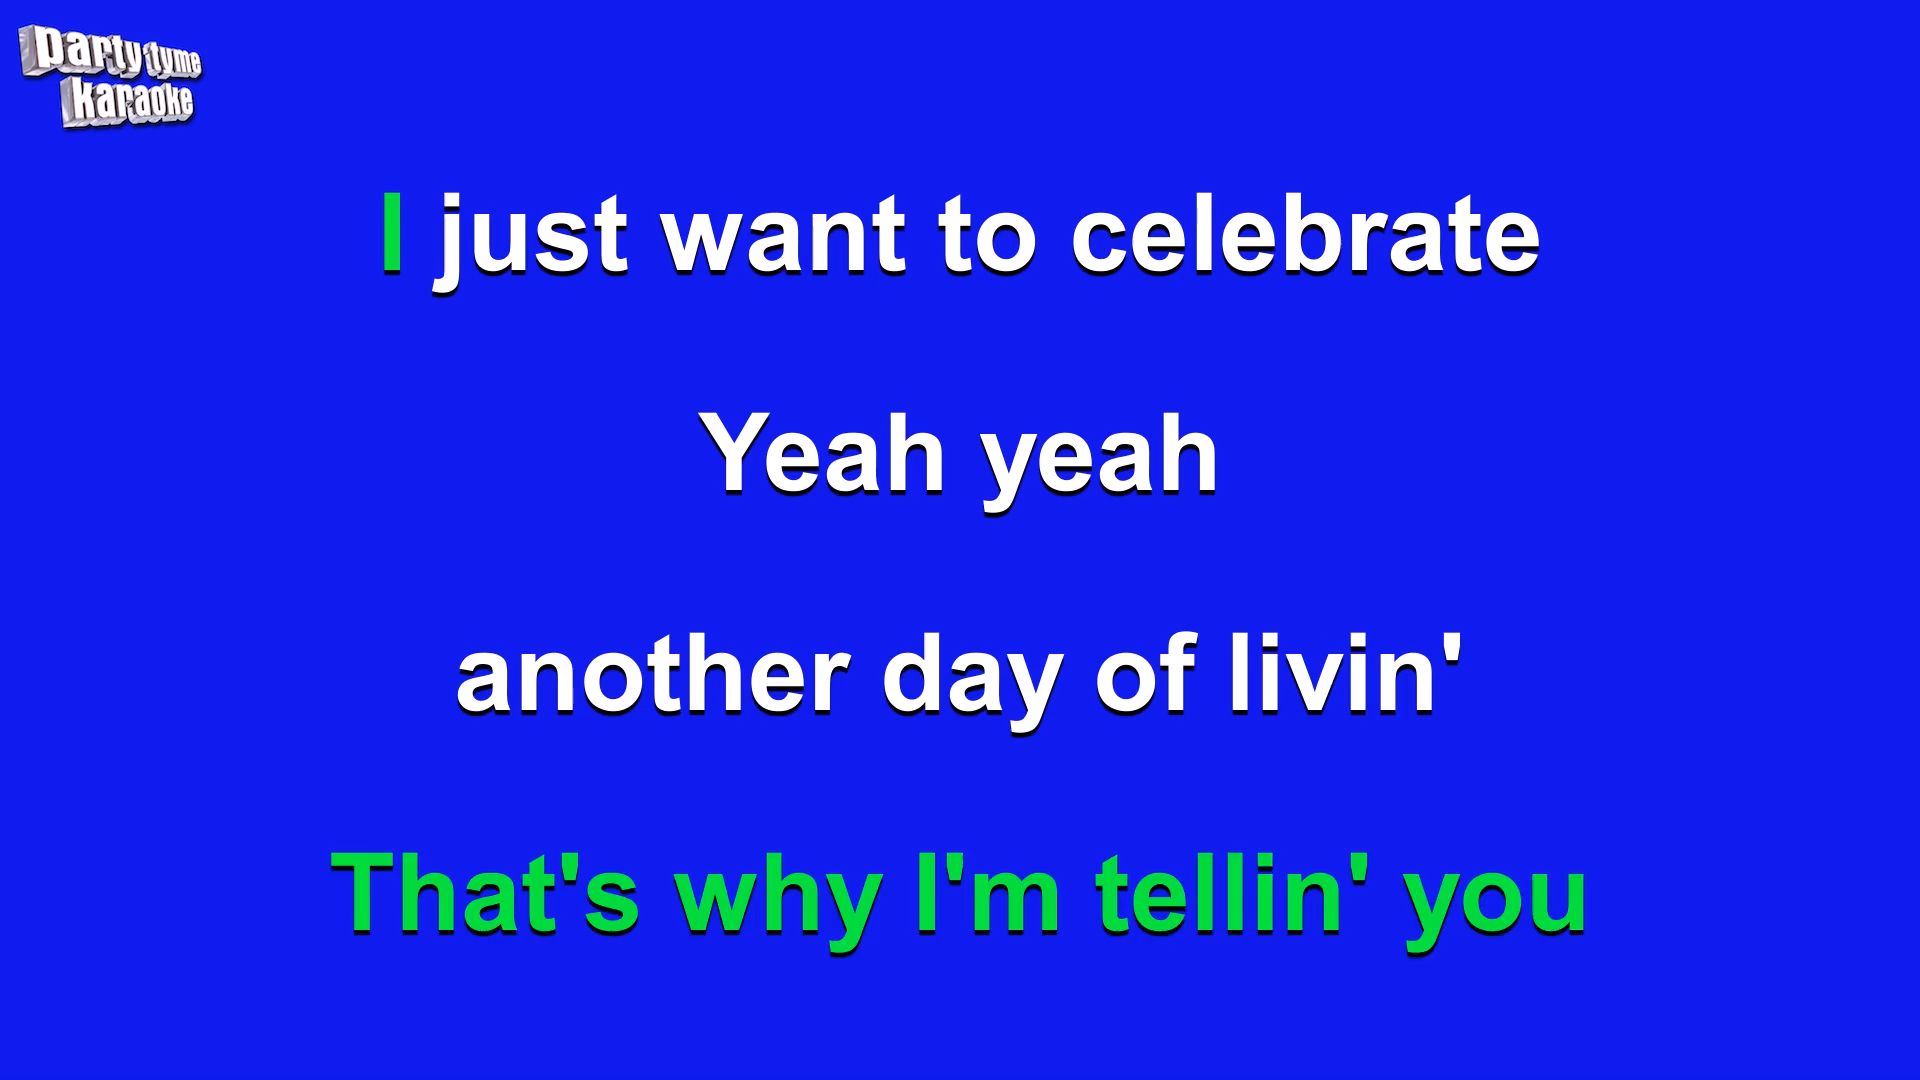 party tyme
karaoke
I just want to celebrate
Yeah yeah
another day of livin'
That's why I'm tellin' you